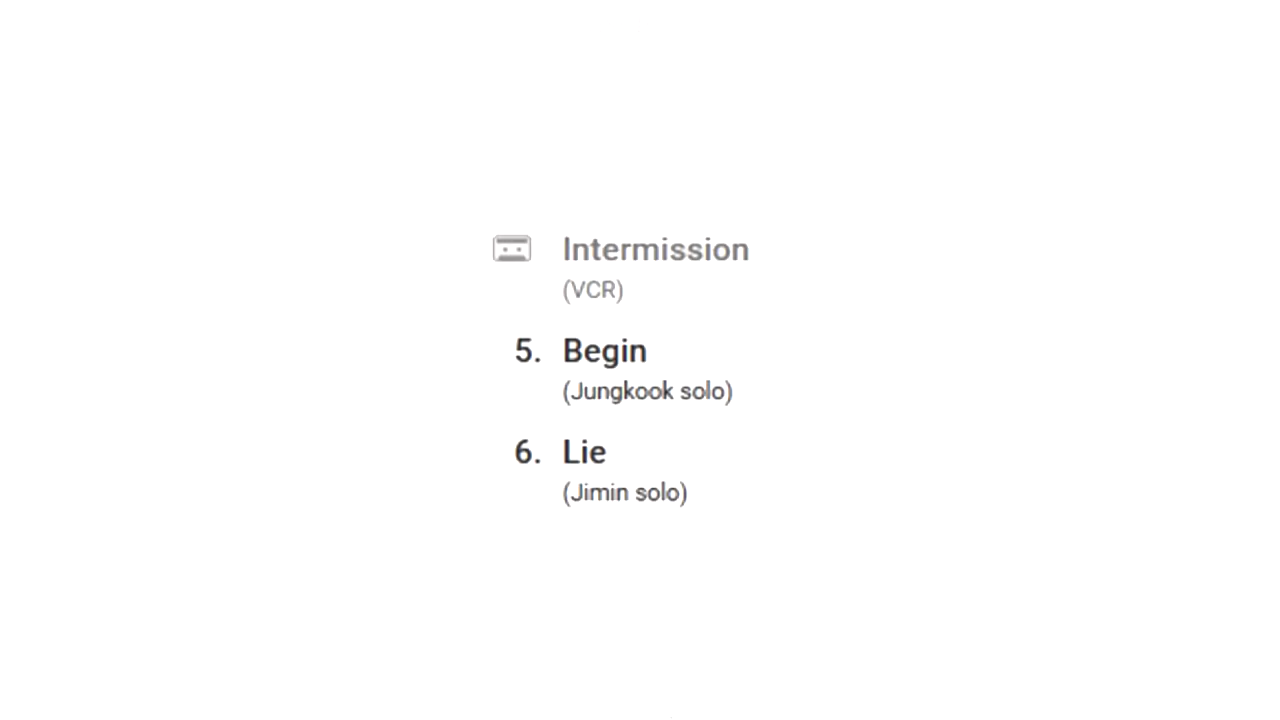 Intermission
(VCR)
5. Begin
(Jungkook solo)
6. Lie
(Jimin solo)